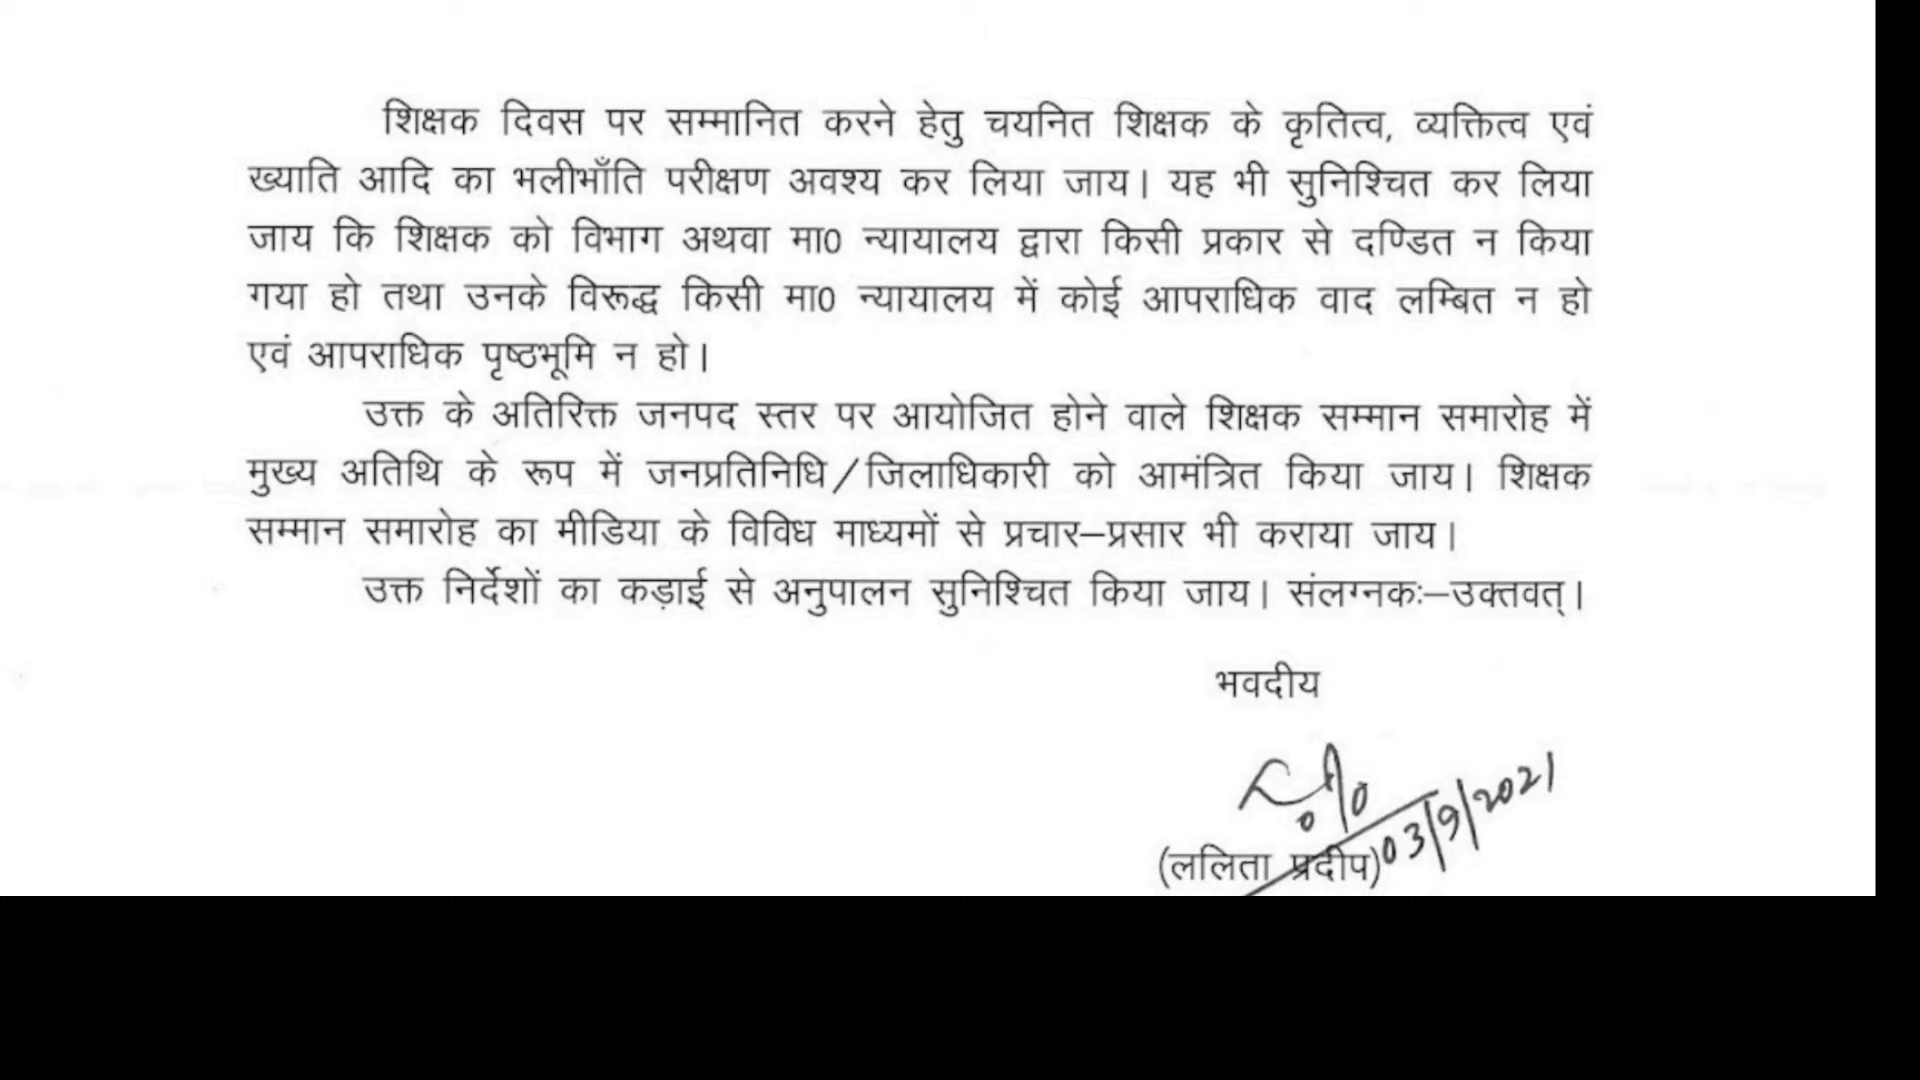 शिक्षक दिवस पर सम्मानित करने हेतु चयनित शिक्षक के कृतित्व, व्यक्तित्व एवं
ख्याति आदि का भलीभाँति परीक्षण अवश्य कर लिया जाय। यह भी सुनिश्चित कर लिया
जाय कि शिक्षक को विभाग अथवा मा0 न्यायालय द्वारा किसी प्रकार से दण्डित न किया
गया हो तथा उनके विरूद्ध किसी मा0 न्यायालय में कोई आपराधिक वाद लम्बित न हो
एवं आपराधिक पृष्ठभूमि न हो।
उक्त के अतिरिक्त जनपद स्तर पर आयोजित होने वाले शिक्षक सम्मान समारोह में
मुख्य अतिथि के रूप में जनप्रतिनिधि/जिलाधिकारी को आमंत्रित किया जाय। शिक्षक
सम्मान समारोह का मीडिया के विविध माध्यमों से प्रचार–प्रसार भी कराया जाय।
उक्त निर्देशों का कड़ाई से अनुपालन सुनिश्चित किया जाय। संलग्नकः–उक्तवत्।
भवदीय
03/9/2021
(ललिता प्रदीप)